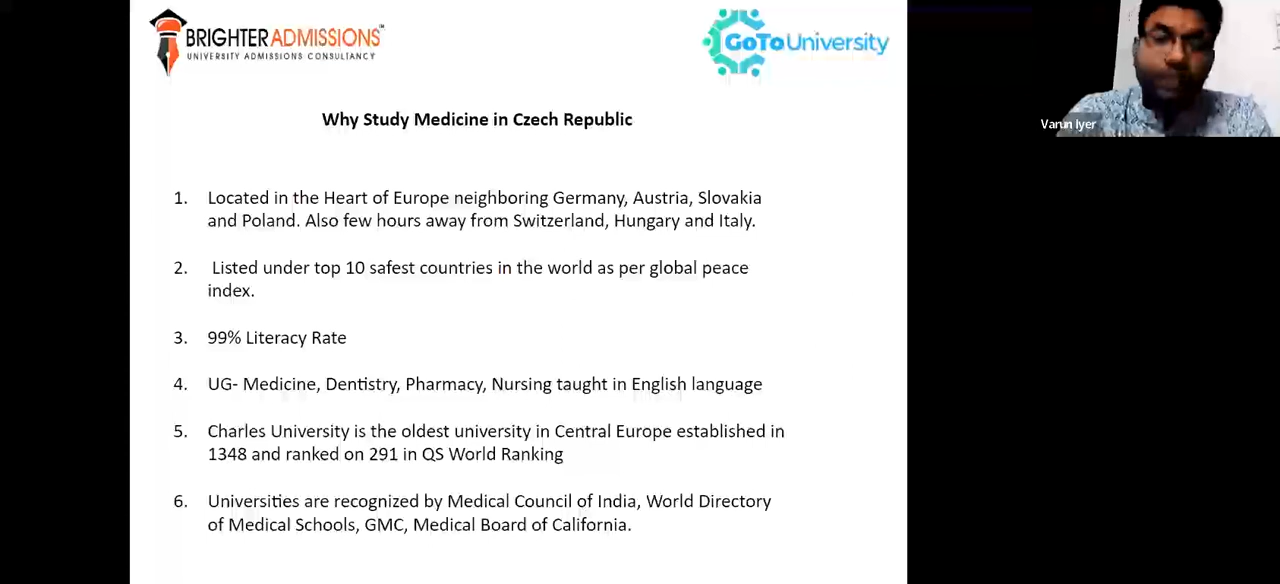 BRIGHTER ADMISSIONS™
UNIVERSITY ADMISSIONS CONSULTANCY
GoToUniversity
Varun Iyer
Why Study Medicine in Czech Republic
1. Located in the Heart of Europe neighboring Germany, Austria, Slovakia
and Poland. Also few hours away from Switzerland, Hungary and Italy.
2. Listed under top 10 safest countries in the world as per global peace
index.
3. 99% Literacy Rate
4. UG- Medicine, Dentistry, Pharmacy, Nursing taught in English language
5. Charles University is the oldest university in Central Europe established in
1348 and ranked on 291 in QS World Ranking
6. Universities are recognized by Medical Council of India, World Directory
of Medical Schools, GMC, Medical Board of California.